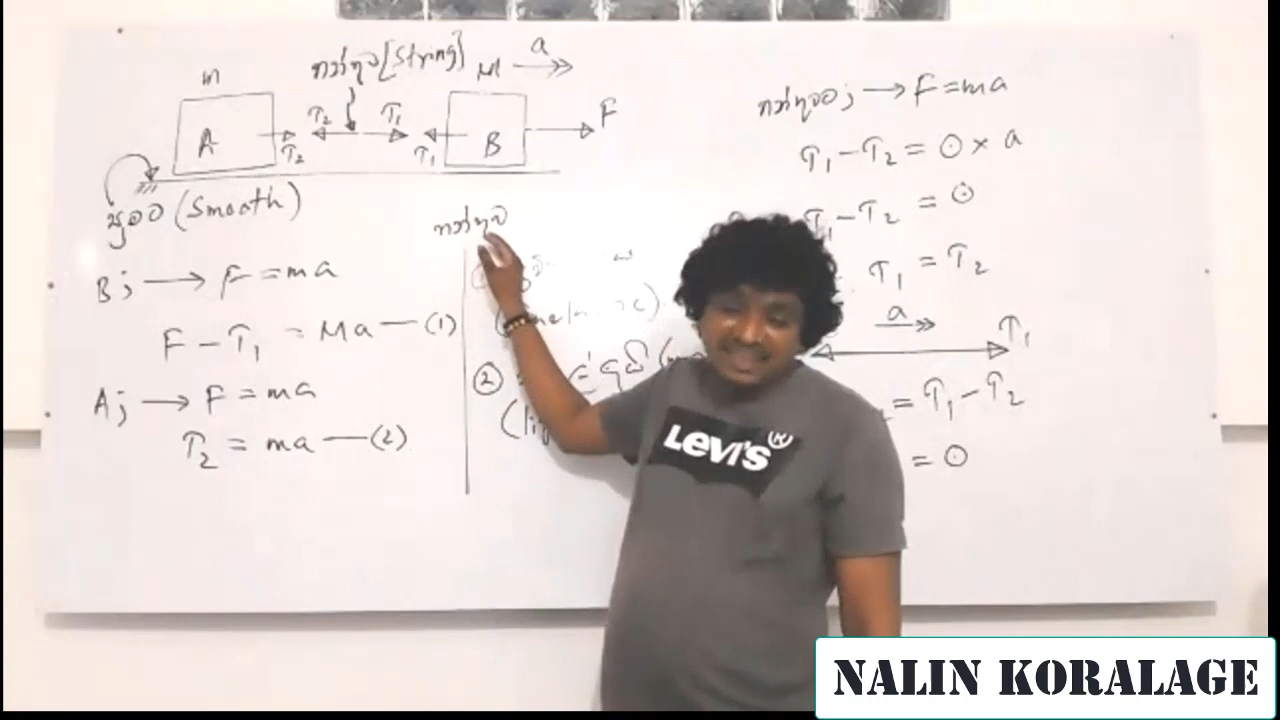 m
තන්තුව [String]
M
a
A
T₂
T₂
T₁
T₁
B
F
සුමට (Smooth)
B; → F = ma
F − T₁ = Ma — (1)
A; → F = ma
T₂ = ma — (2)
තන්තුව
②
තන්තුවට; → F = ma
T₁ − T₂ = 0 × a
T₁ − T₂ = 0
T₁ = T₂
a
T₁
= T₁ − T₂
= 0
LEVI'S®
NALIN KORALAGE